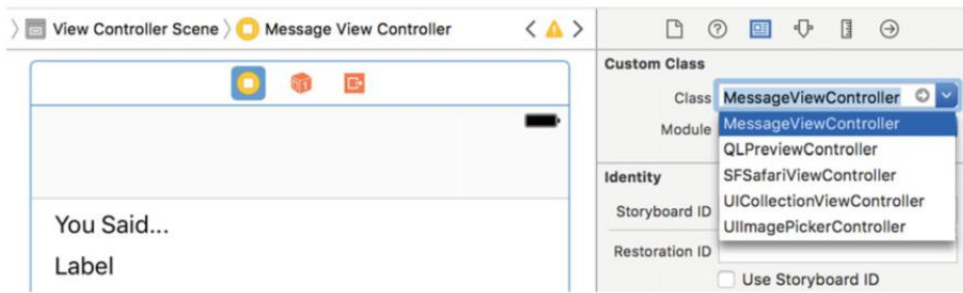 View Controller Scene Message View Controller
Custom Class
Class MessageViewController
Module MessageViewController
QLPreviewController
SFSafariViewController
Identity
UICollectionViewController
Storyboard ID
UIImagePickerController
Restoration ID
Use Storyboard ID
You Said...
Label